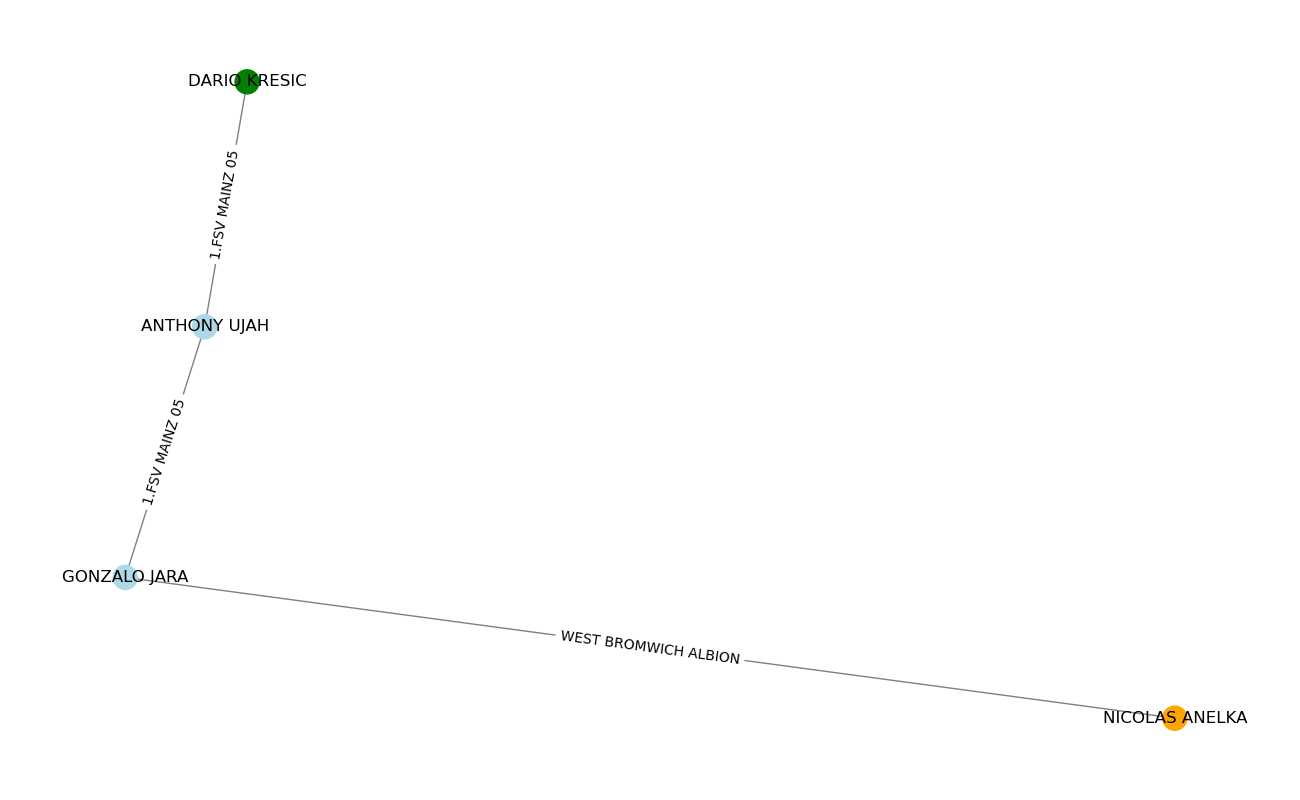 DARIO KRESIC
1.FSV MAINZ 05
ANTHONY UJAH
1.FSV MAINZ 05
GONZALO JARA
WEST BROMWICH ALBION
NICOLAS ANELKA